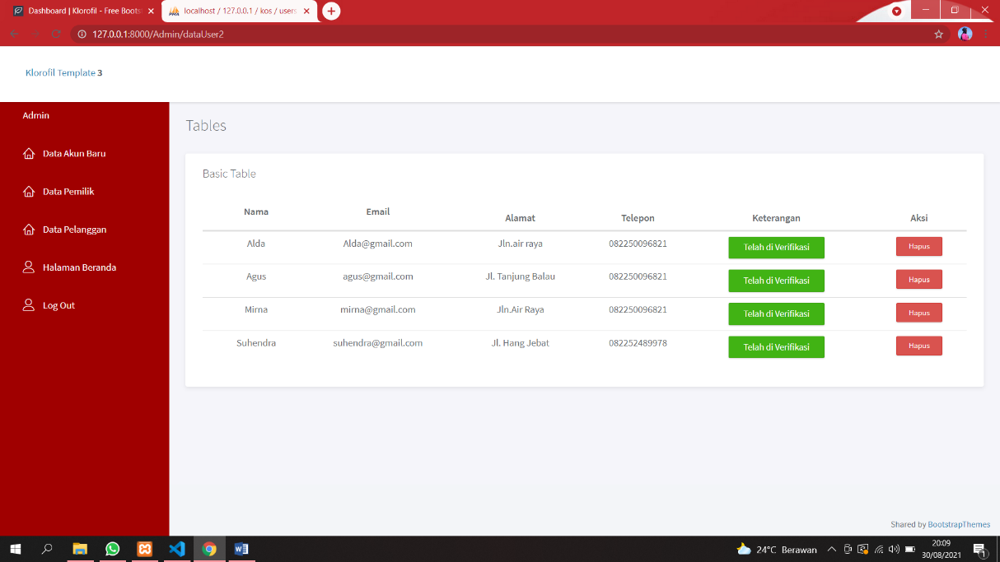 Dashboard | Klorofil - Free Boots
localhost / 127.0.0.1 / kos / users
127.0.0.1:8000/Admin/dataUser2
Klorofil Template 3
Admin
Data Akun Baru
Data Pemilik
Data Pelanggan
Halaman Beranda
Log Out
Tables
Basic Table
Nama Email Alamat Telepon Keterangan Aksi
Alda Alda@gmail.com Jln.air raya 082250096821 Telah di Verifikasi Hapus
Agus agus@gmail.com Jl. Tanjung Balau 082250096821 Telah di Verifikasi Hapus
Mirna mirna@gmail.com Jln.Air Raya 082250096821 Telah di Verifikasi Hapus
Suhendra suhendra@gmail.com Jl. Hang Jebat 082252489978 Telah di Verifikasi Hapus
Shared by BootstrapThemes
24°C Berawan
20:09
30/08/2021
1